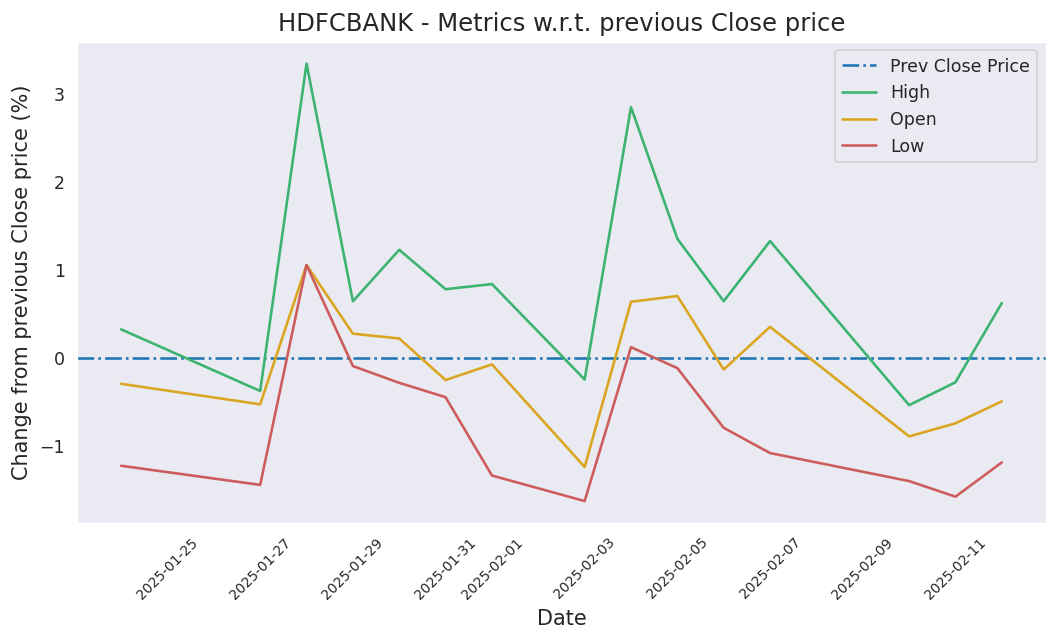 HDFCBANK - Metrics w.r.t. previous Close price
Prev Close Price
High
Open
Low
Change from previous Close price (%)
3
2
1
0
−1
2025-01-25
2025-01-27
2025-01-29
2025-01-31
2025-02-01
2025-02-03
2025-02-05
2025-02-07
2025-02-09
2025-02-11
Date